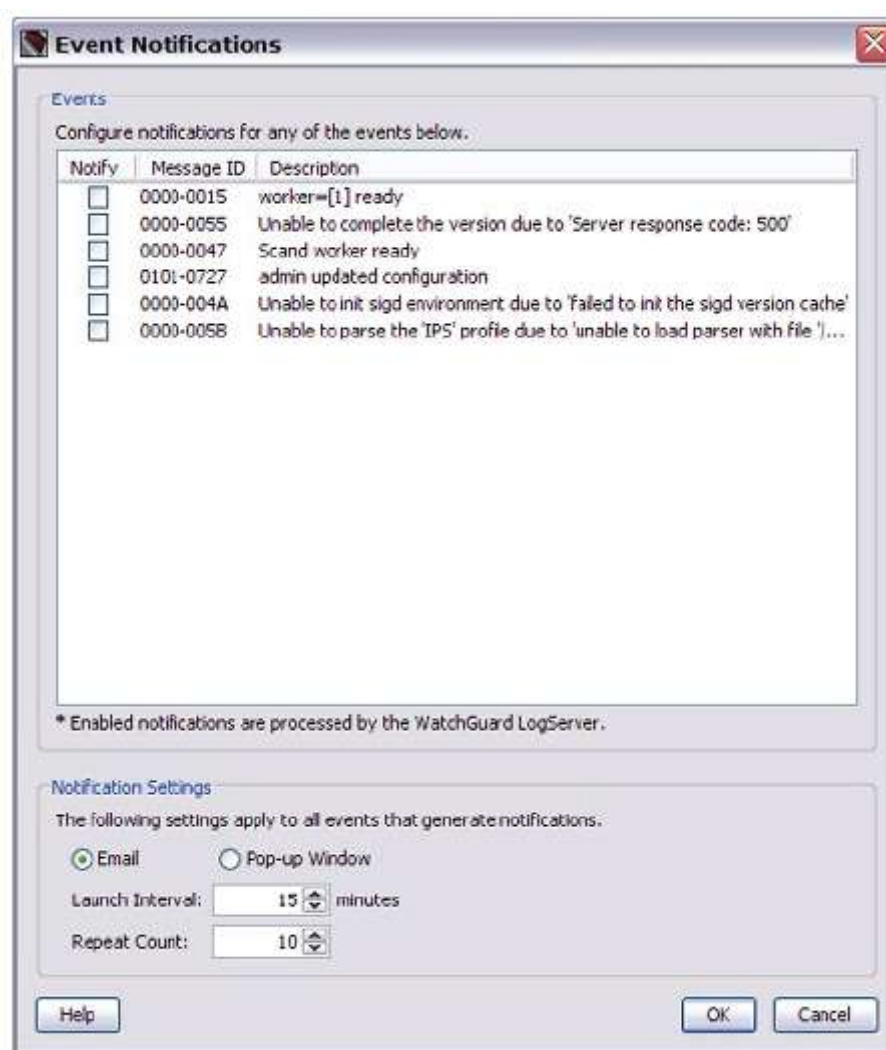 Event Notifications
Events
Configure notifications for any of the events below.
Notify Message ID Description
0000-0015 worker=[1] ready
0000-0055 Unable to complete the version due to 'Server response code: 500'
0000-0047 Scand worker ready
0101-0727 admin updated configuration
0000-004A Unable to init sigd environment due to 'failed to init the sigd version cache'
0000-005B Unable to parse the 'IPS' profile due to 'unable to load parser with file ')...
* Enabled notifications are processed by the WatchGuard LogServer.
Notification Settings
The following settings apply to all events that generate notifications.
Email Pop-up Window
Launch Interval: 15 minutes
Repeat Count: 10
Help OK Cancel